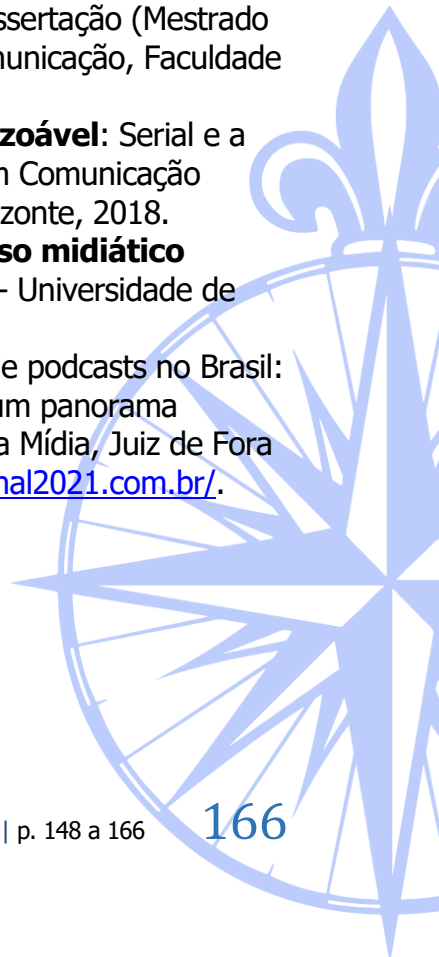 ssertação (Mestrado
municação, Faculdade
zoável: Serial e a
m Comunicação
zonte, 2018.
so midiático
- Universidade de
e podcasts no Brasil:
um panorama
a Mídia, Juiz de Fora
nal2021.com.br/.
| p. 148 a 166 166